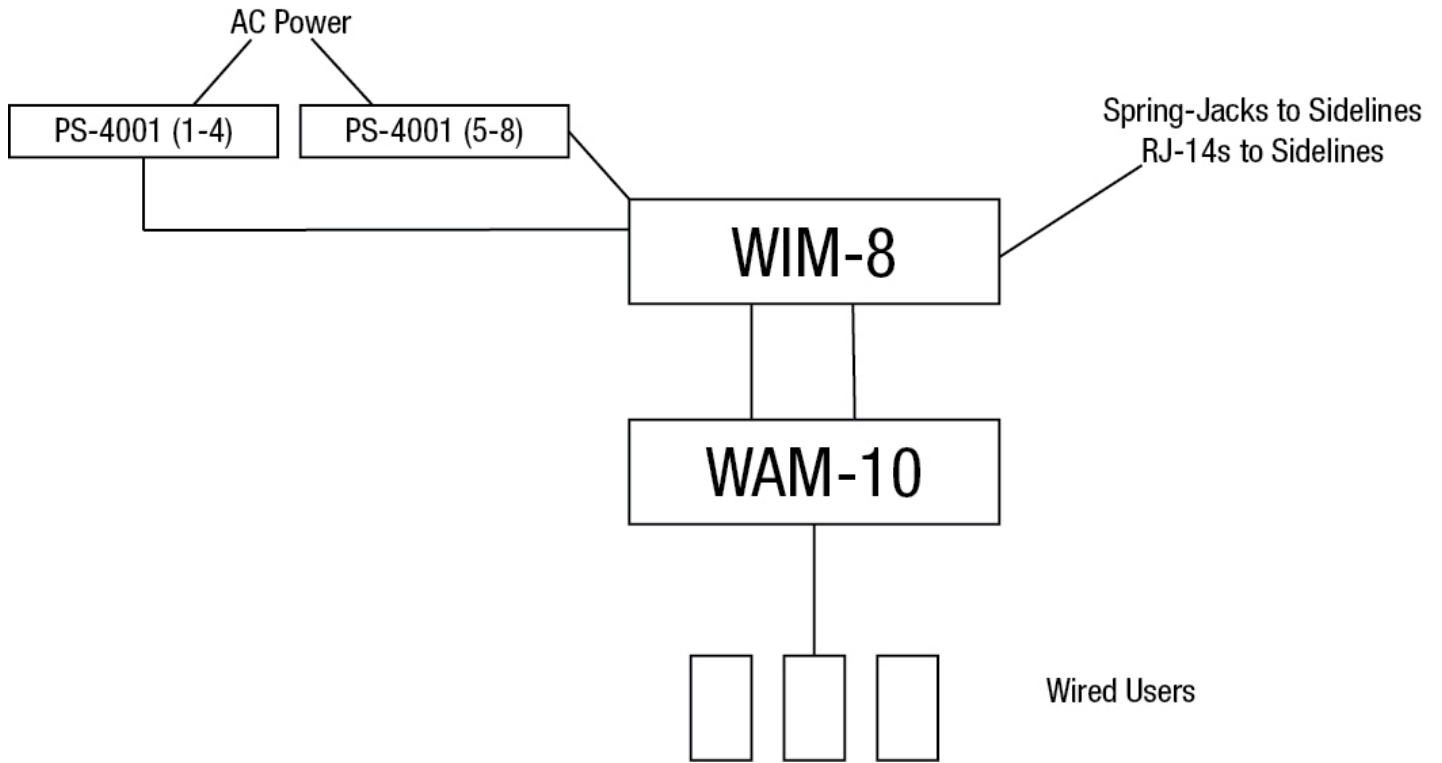 AC Power
PS-4001 (1-4)
PS-4001 (5-8)
Spring-Jacks to Sidelines
RJ-14s to Sidelines
WIM-8
WAM-10
Wired Users